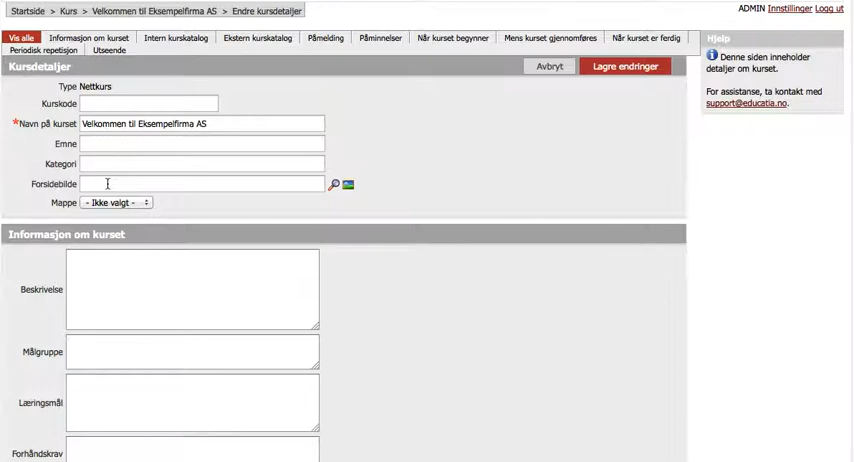 Startside > Kurs > Velkommen til Eksempelfirma AS > Endre kursdetaljer
ADMIN Innstillinger Logg ut
Vis alle Informasjon om kurset Intern kurskatalog Ekstern kurskatalog Påmelding Påminnelser Når kurset begynner Mens kurset gjennomføres Når kurset er ferdig
Periodisk repetisjon Utseende
Hjelp
Denne siden inneholder
detaljer om kurset.
For assistanse, ta kontakt med
support@educatia.no.
Kursdetaljer Avbryt Lagre endringer
Type Nettkurs
Kurskode
*Navn på kurset Velkommen til Eksempelfirma AS
Emne
Kategori
Forsidebilde
Mappe - Ikke valgt -
Informasjon om kurset
Beskrivelse
Målgruppe
Læringsmål
Forhåndskrav